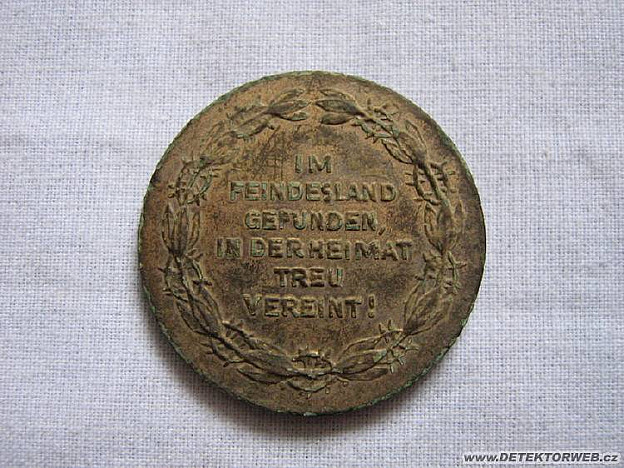 IM
FEINDESLAND
GEFUNDEN,
IN DER HEIMAT
TREU
VEREINT!
www.DETEKTORWEB.cz